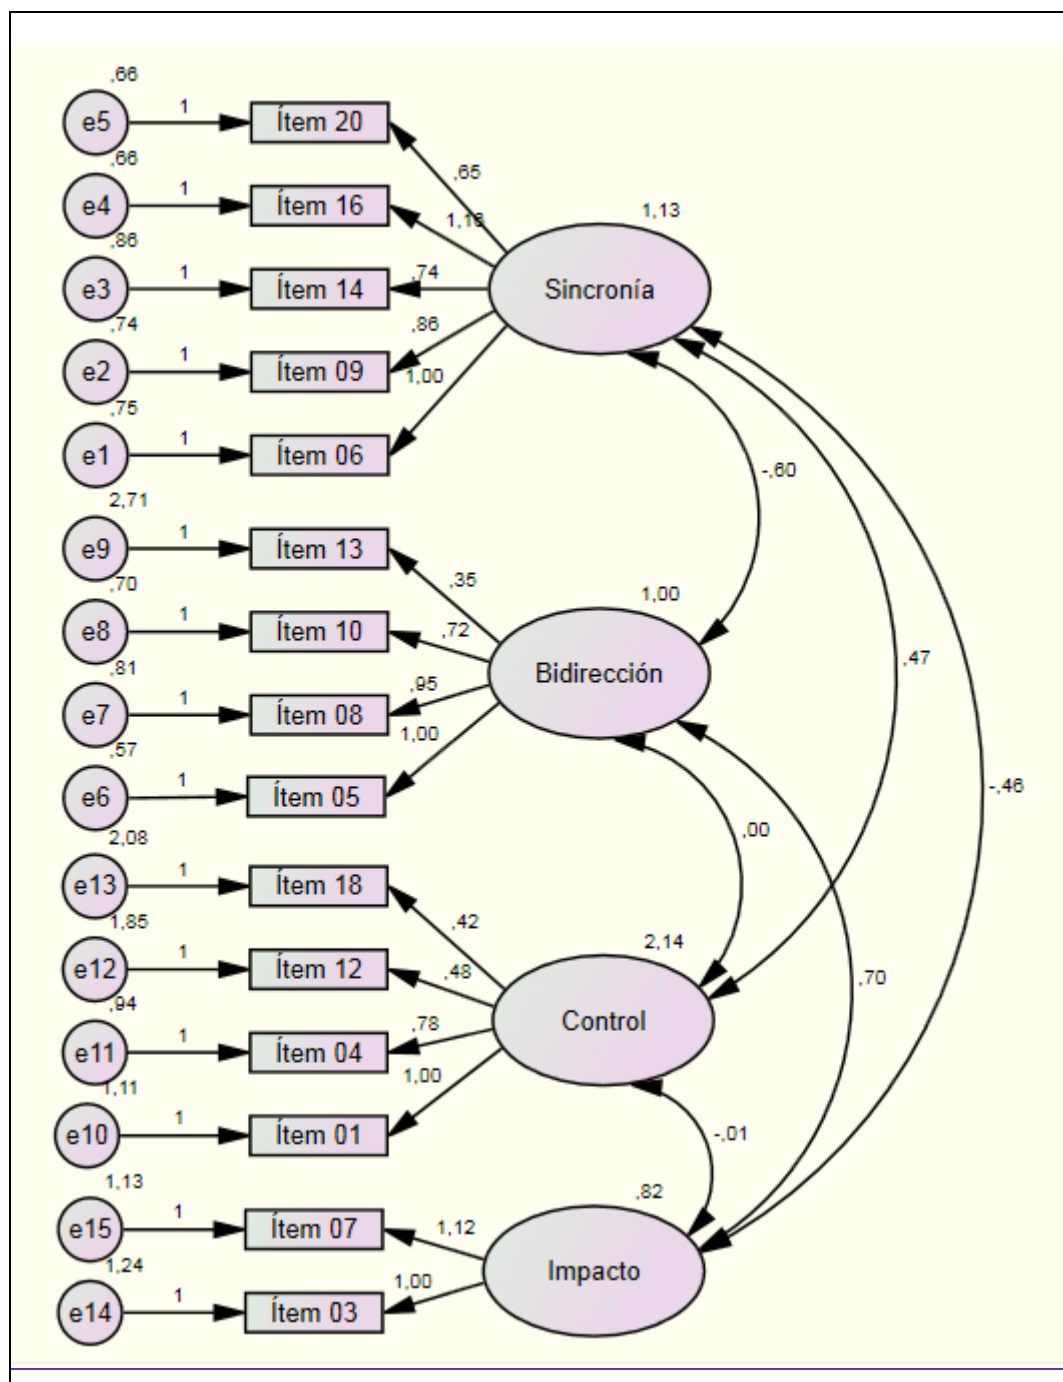 ,66
e5 1 Ítem 20
,65
,66
e4 1 Ítem 16
1,16
1,13
,86
e3 1 Ítem 14
,74
Sincronía
,74
e2 1 Ítem 09
,86
1,00
,75
e1 1 Ítem 06
-,60
2,71
e9 1 Ítem 13
,35
1,00
,70
e8 1 Ítem 10
,72
,47
,81
e7 1 Ítem 08
,95
Bidirección
1,00
,57
e6 1 Ítem 05
-,46
,00
2,08
e13 1 Ítem 18
,42
2,14
1,85
e12 1 Ítem 12
,48
,70
,94
e11 1 Ítem 04
,78
Control
1,00
1,11
e10 1 Ítem 01
-,01
1,13
,82
e15 1 Ítem 07
1,12
Impacto
1,24
1,00
e14 1 Ítem 03